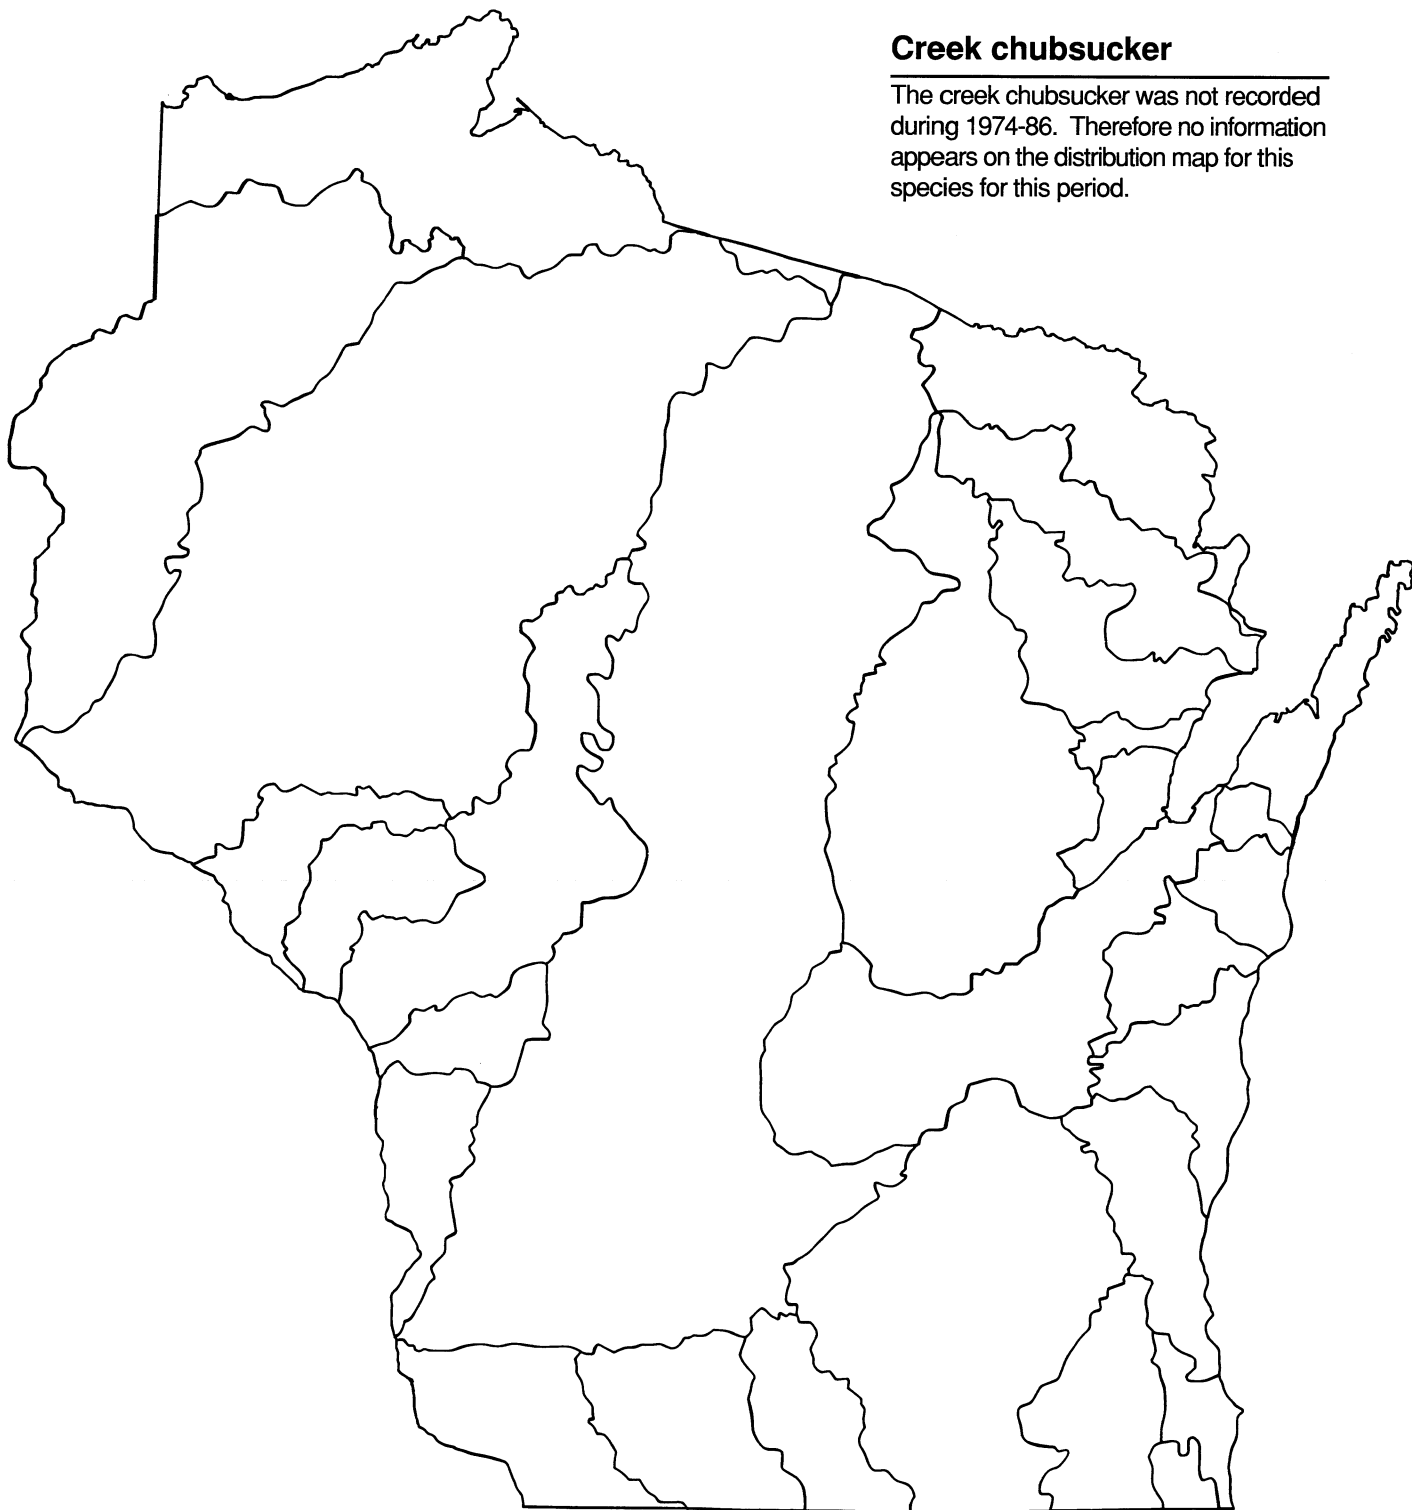 Creek chubsucker
The creek chubsucker was not recorded
during 1974-86.  Therefore no information
appears on the distribution map for this
species for this period.